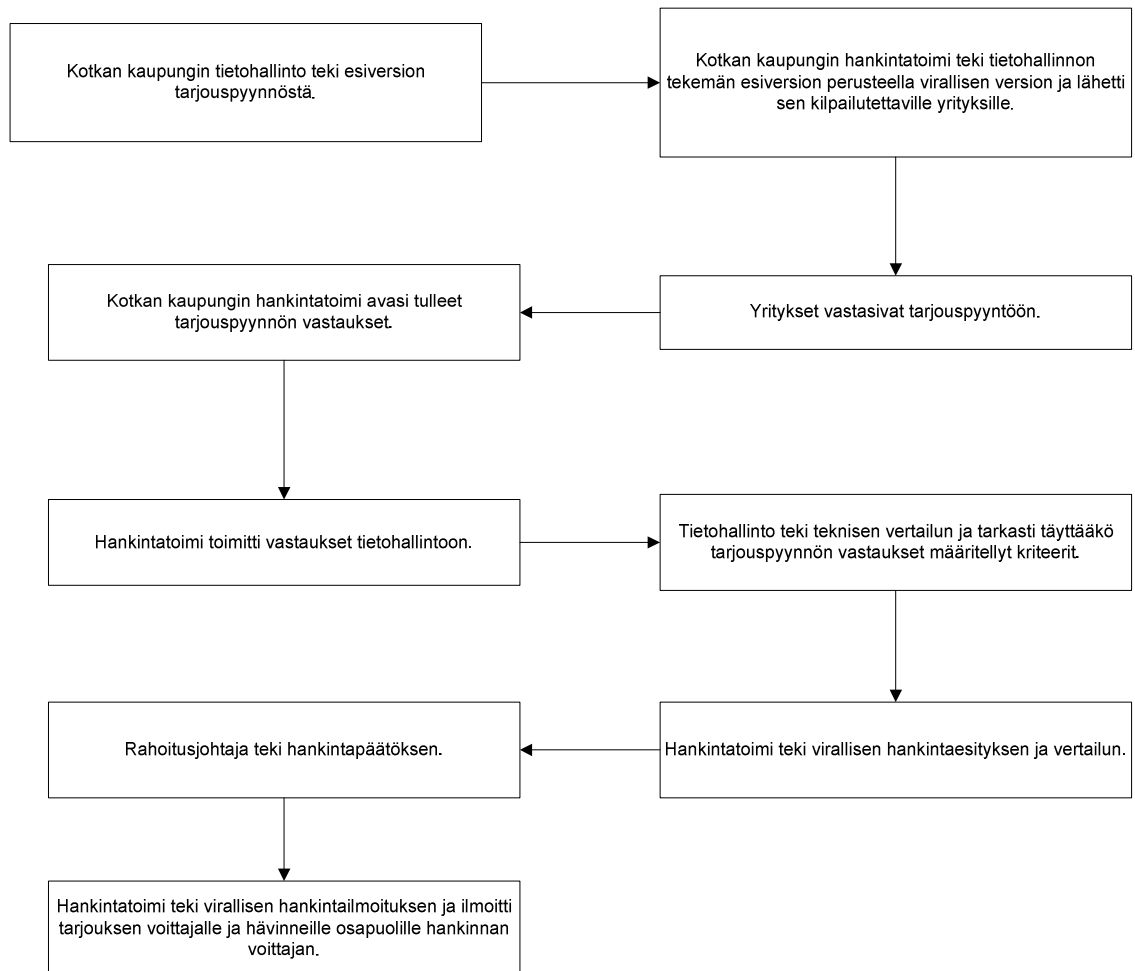 Kotkan kaupungin tietohallinto teki esiversion
tarjouspyynnöstä.
Kotkan kaupungin hankintatoimi teki tietohallinnon
tekemän esiversion perusteella virallisen version ja lähetti
sen kilpailutettaville yrityksille.
Yritykset vastasivat tarjouspyyntöön.
Kotkan kaupungin hankintatoimi avasi tulleet
tarjouspyynnön vastaukset.
Hankintatoimi toimitti vastaukset tietohallintoon.
Tietohallinto teki teknisen vertailun ja tarkasti täyttääkö
tarjouspyynnön vastaukset määritellyt kriteerit.
Hankintatoimi teki virallisen hankintaesityksen ja vertailun.
Rahoitusjohtaja teki hankintapäätöksen.
Hankintatoimi teki virallisen hankintailmoituksen ja ilmoitti
tarjouksen voittajalle ja hävinneille osapuolille hankinnan
voittajan.